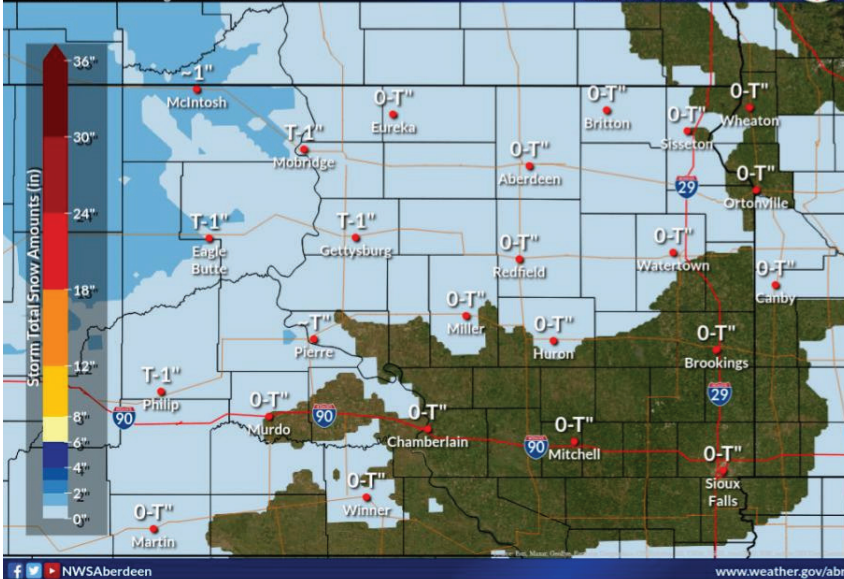 Storm Total Snow Amounts (in)
36"
30"
24"
18"
12"
8"
6"
4"
2"
0"
~1"
McIntosh
0-T"
Eureka
0-T"
Britton
0-T"
Sisseton
0-T"
Wheaton
T-1"
Mobridge
0-T"
Aberdeen
29
0-T"
Ortonville
T-1"
Eagle
Butte
T-1"
Gettysburg
0-T"
Redfield
0-T"
Watertown
0-T"
Canby
~T"
Pierre
0-T"
Miller
0-T"
Huron
0-T"
Brookings
T-1"
Philip
29
90
0-T"
Murdo
90
0-T"
Chamberlain
90
0-T"
Mitchell
0-T"
Sioux
Falls
0-T"
Winner
0-T"
Martin
NWSAberdeen
www.weather.gov/abr